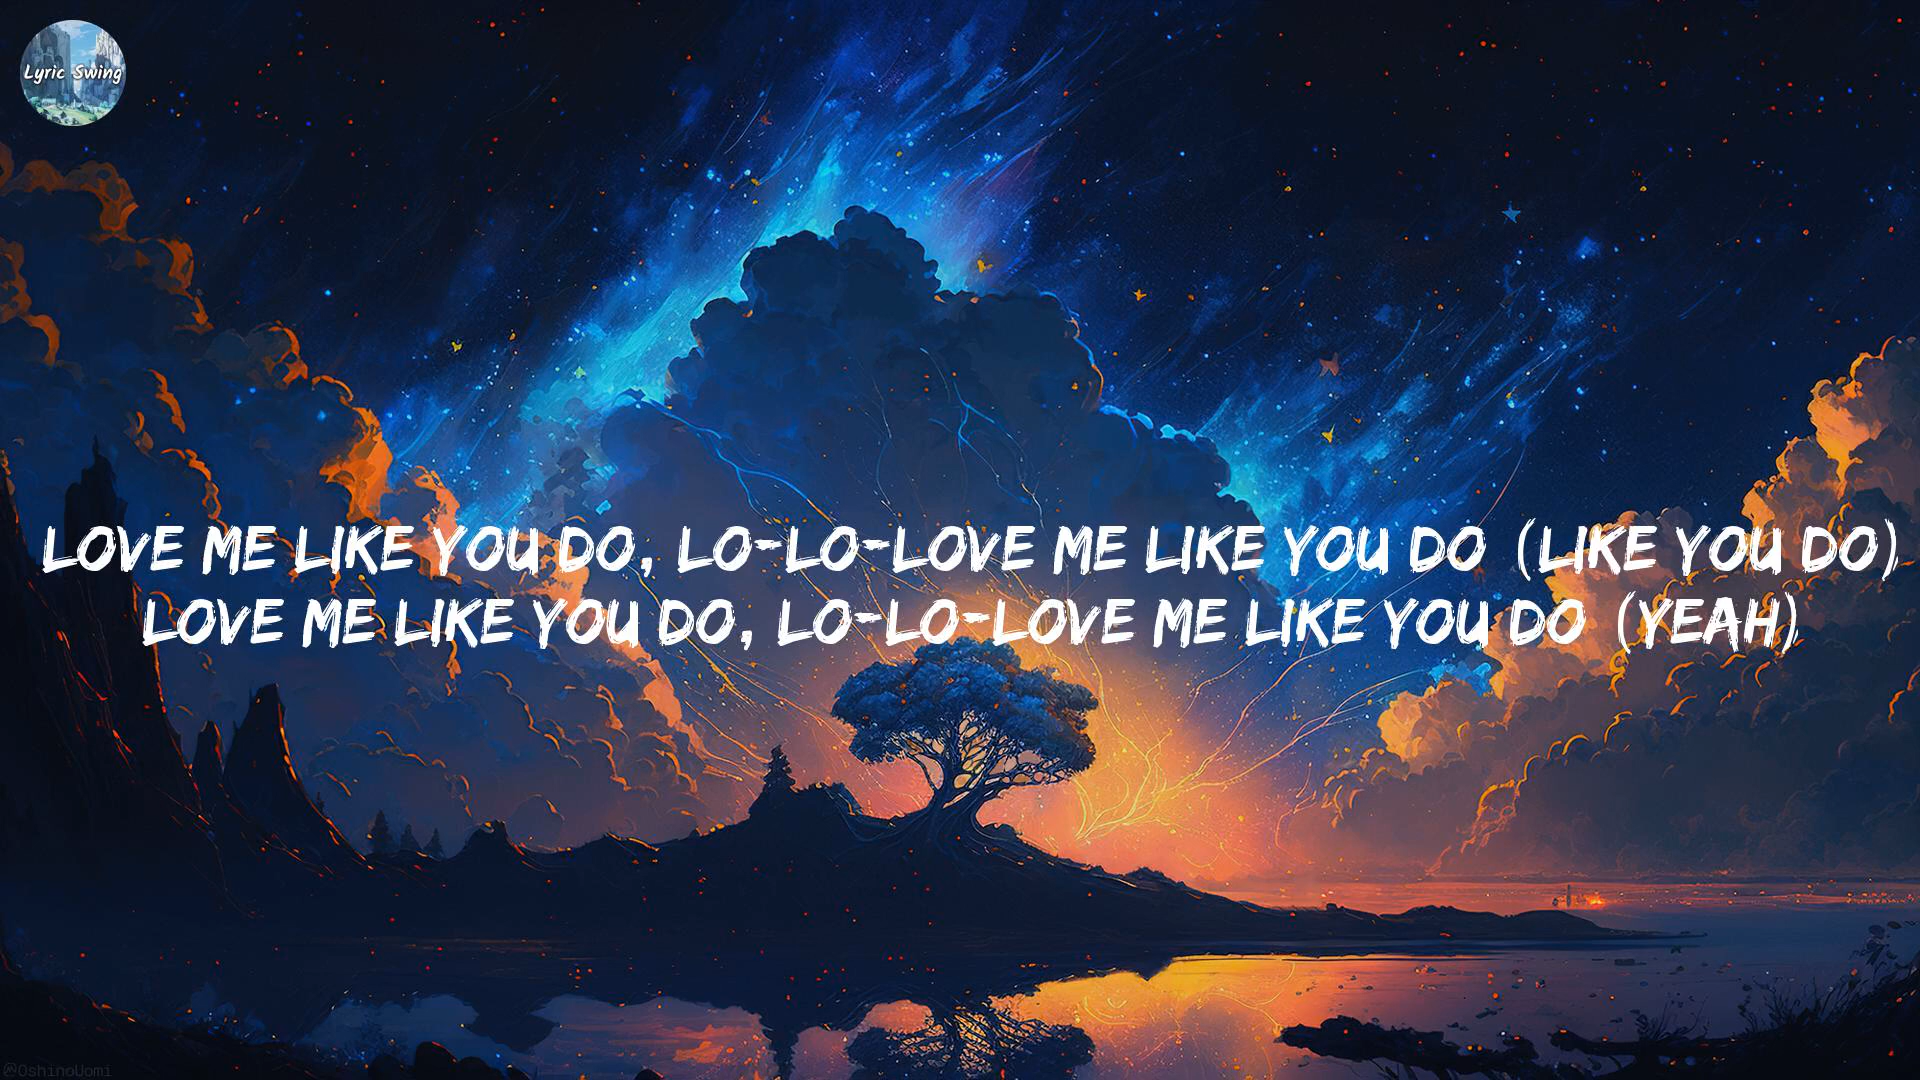 Lyric Swing
LOVE ME LIKE YOU DO, LO-LO-LOVE ME LIKE YOU DO (LIKE YOU DO)
LOVE ME LIKE YOU DO, LO-LO-LOVE ME LIKE YOU DO (YEAH)
@OshinoUomi